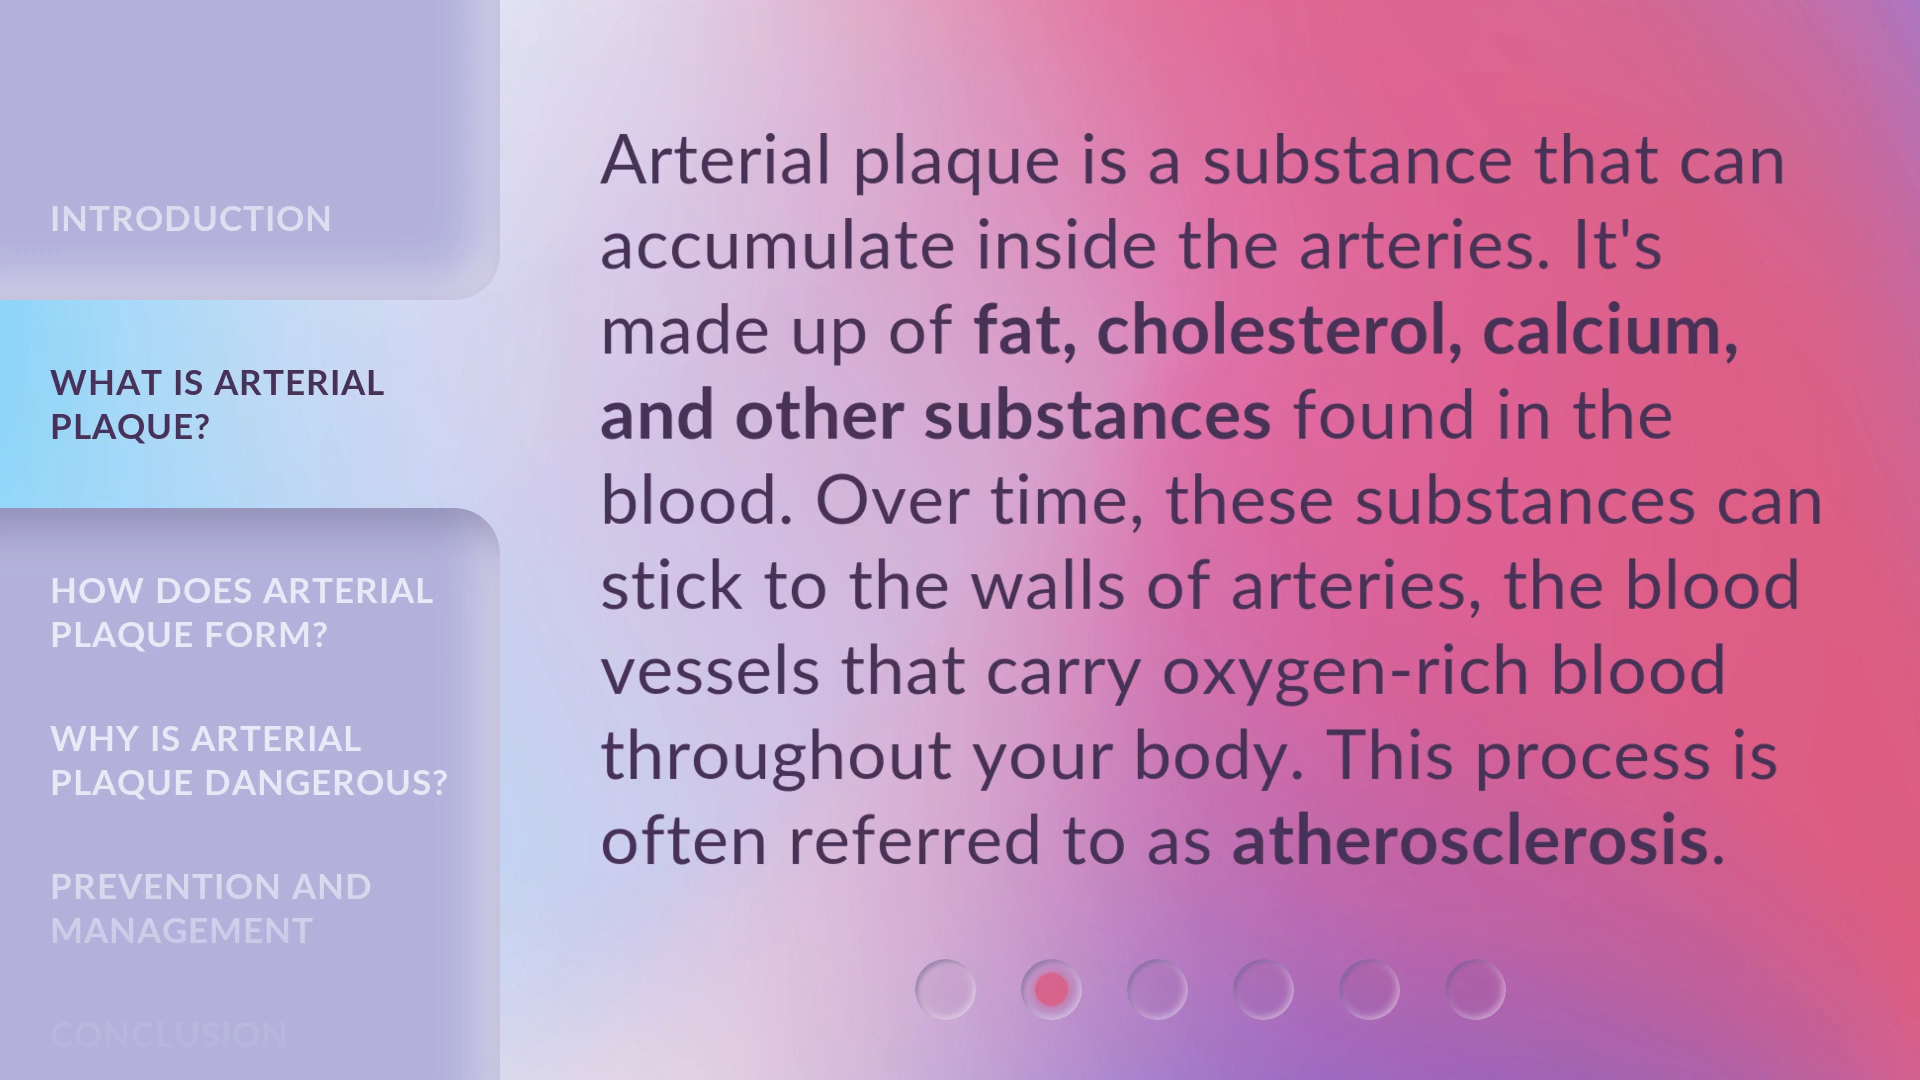 INTRODUCTION
WHAT IS ARTERIAL
PLAQUE?
HOW DOES ARTERIAL
PLAQUE FORM?
WHY IS ARTERIAL
PLAQUE DANGEROUS?
PREVENTION AND
MANAGEMENT
CONCLUSION
Arterial plaque is a substance that can
accumulate inside the arteries. It's
made up of fat, cholesterol, calcium,
and other substances found in the
blood. Over time, these substances can
stick to the walls of arteries, the blood
vessels that carry oxygen-rich blood
throughout your body. This process is
often referred to as atherosclerosis.